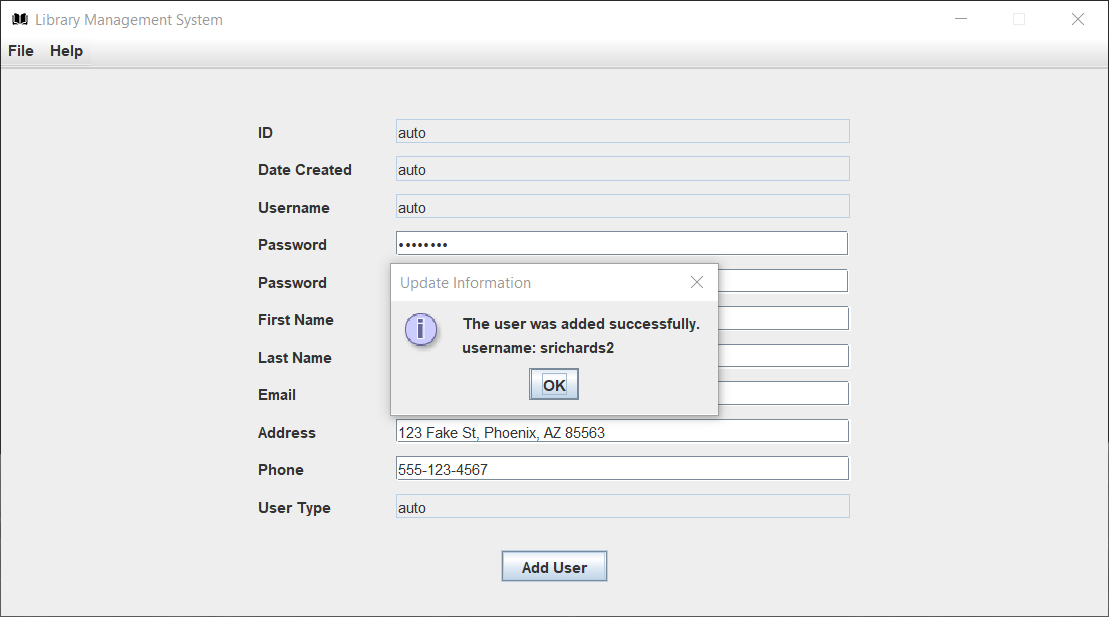 Library Management System
File Help
ID auto
Date Created auto
Username auto
Password ••••••••
Password
First Name
Last Name
Email
Update Information
The user was added successfully.
username: srichards2
OK
Address 123 Fake St, Phoenix, AZ 85563
Phone 555-123-4567
User Type auto
Add User